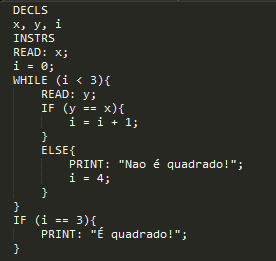 DECLS
x, y, i
INSTRS
READ: x;
i = 0;
WHILE (i < 3){
    READ: y;
    IF (y == x){
        i = i + 1;
    }
    ELSE{
        PRINT: "Nao é quadrado!";
        i = 4;
    }
}
IF (i == 3){
    PRINT: "É quadrado!";
}